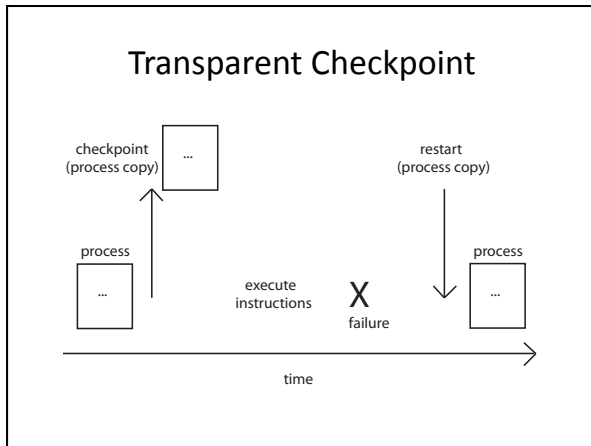 Transparent Checkpoint
checkpoint
(process copy)
...
restart
(process copy)
process
...
execute
instructions
X
failure
process
...
time